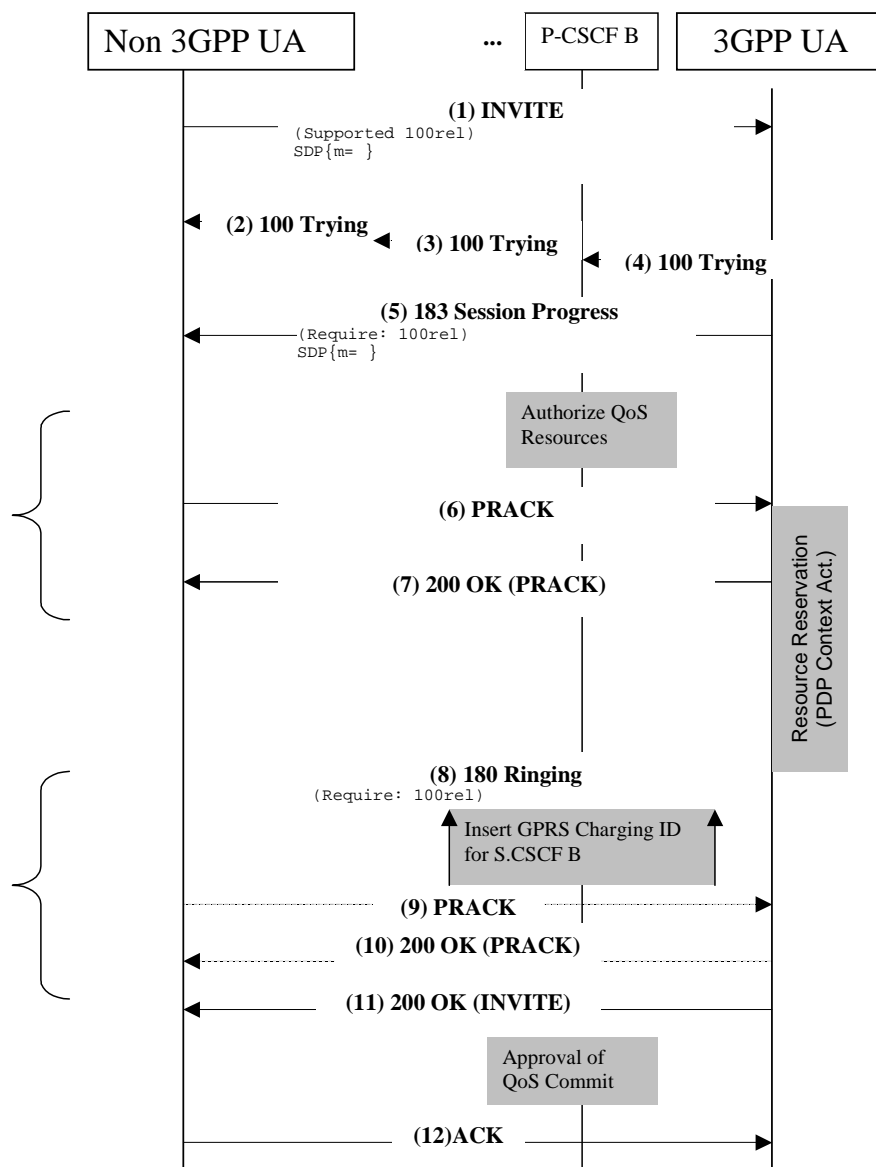 Non 3GPP UA
...
P-CSCF B
3GPP UA
(1) INVITE
(Supported 100rel)
SDP{m= }
(2) 100 Trying
(3) 100 Trying
(4) 100 Trying
(5) 183 Session Progress
(Require: 100rel)
SDP{m= }
Authorize QoS
Resources
(6) PRACK
(7) 200 OK (PRACK)
Resource Reservation
(PDP Context Act.)
(8) 180 Ringing
(Require: 100rel)
Insert GPRS Charging ID
for S.CSCF B
(9) PRACK
(10) 200 OK (PRACK)
(11) 200 OK (INVITE)
Approval of
QoS Commit
(12)ACK